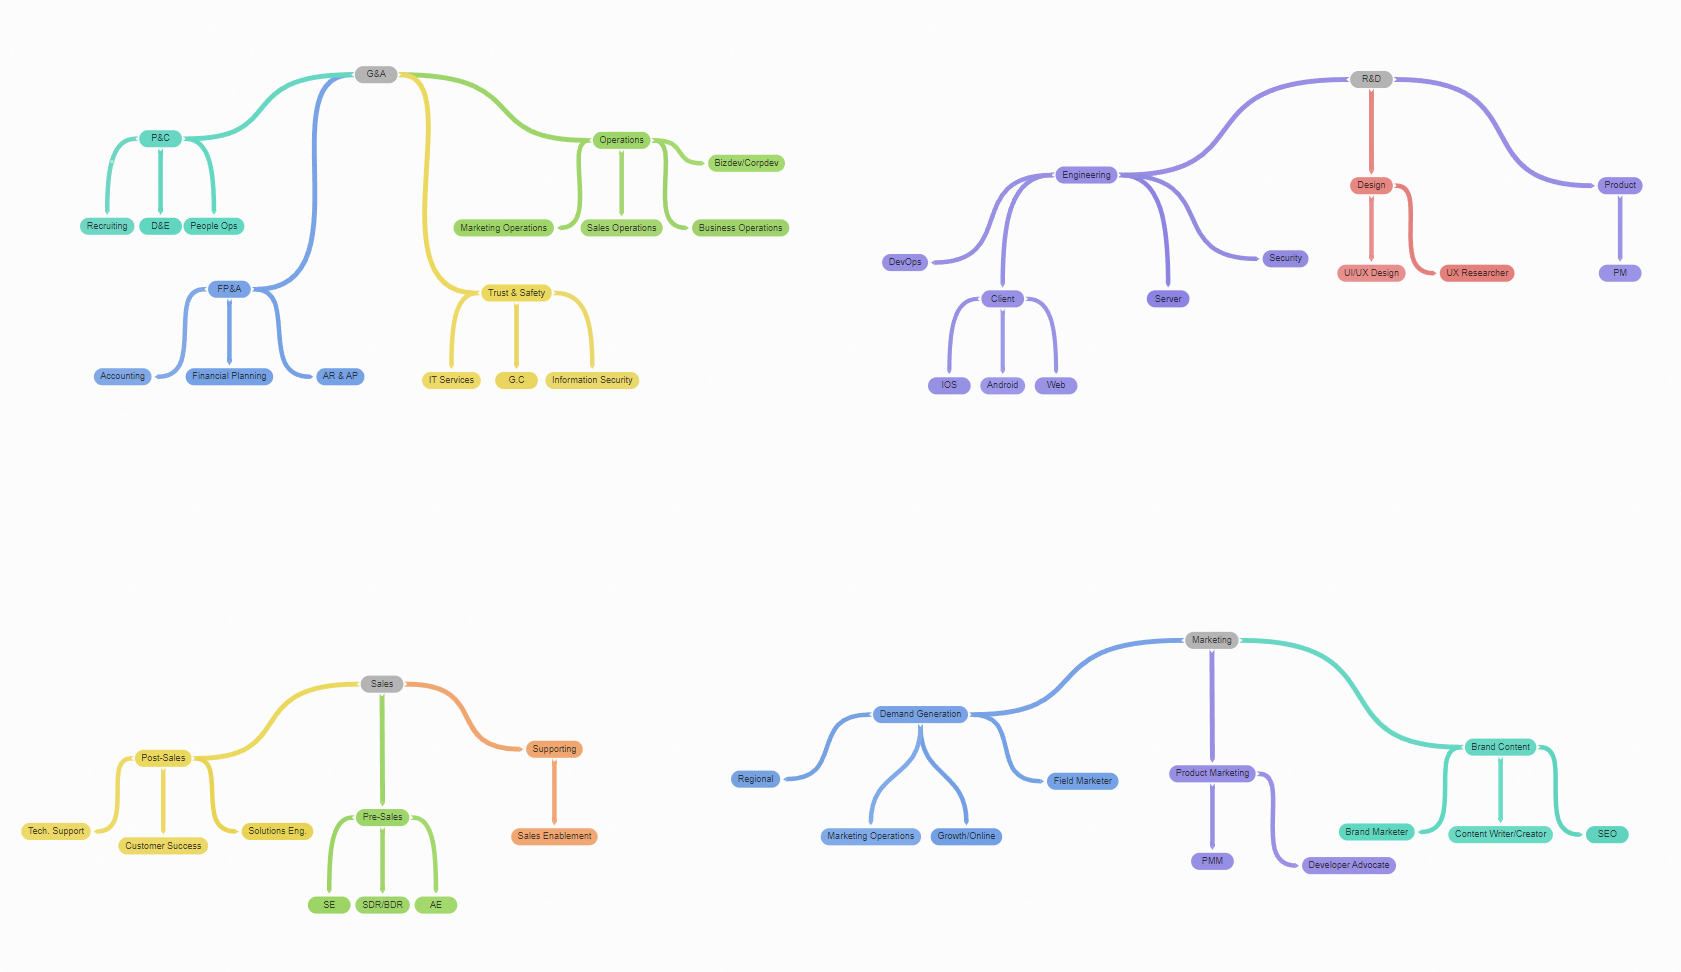 G&A
P&C
Operations
Bizdev/Corpdev
Recruiting
D&E
People Ops
Marketing Operations
Sales Operations
Business Operations
FP&A
Trust & Safety
Accounting
Financial Planning
AR & AP
IT Services
G.C
Information Security
R&D
Engineering
Design
Product
DevOps
Security
Client
Server
UI/UX Design
UX Researcher
PM
IOS
Android
Web
Sales
Post-Sales
Supporting
Tech. Support
Customer Success
Solutions Eng.
Pre-Sales
Sales Enablement
SE
SDR/BDR
AE
Marketing
Demand Generation
Brand Content
Product Marketing
Regional
Field Marketer
Marketing Operations
Growth/Online
Brand Marketer
Content Writer/Creator
SEO
PMM
Developer Advocate